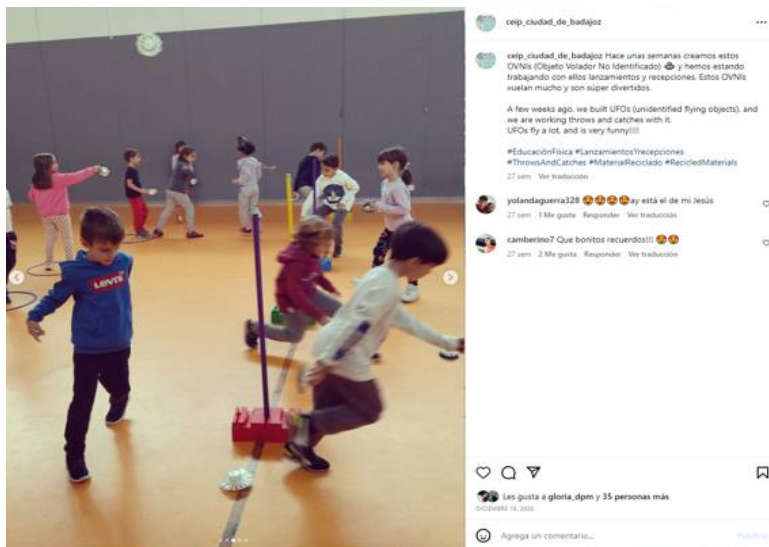 LEVI'S
ceip_ciudad_de_badajoz
ceip_ciudad_de_badajoz Hace unas semanas creamos estos
OVNIs (Objeto Volador No Identificado) 🛸 y hemos estando
trabajando con ellos lanzamientos y recepciones. Estos OVNIs
vuelan mucho y son súper divertidos.
A few weeks ago, we built UFOs (unidentified flying objects), and
we are working throws and catches with it.
UFOs fly a lot, and is very funny!!!!
#EducaciónFísica #LanzamientosYrecepciones
#ThrowsAndCatches #MaterialReciclado #RecicledMaterials
27 sem Ver traducción
yolandaguerra328 😍😍😍😍ay está el de mi Jesús
27 sem 1 Me gusta Responder Ver traducción
camberino7 Que bonitos recuerdos!!! 😍😍
27 sem 2 Me gusta Responder Ver traducción
Les gusta a gloria_dpm y 35 personas más
DICIEMBRE 15, 2022
Agrega un comentario...
Publicar